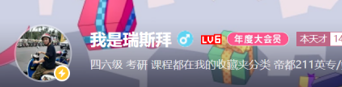 我是瑞斯拜 ♂ LV6 年度大会员 本天才 14
四六级 考研 课程都在我的收藏夹分类 帝都211英专/